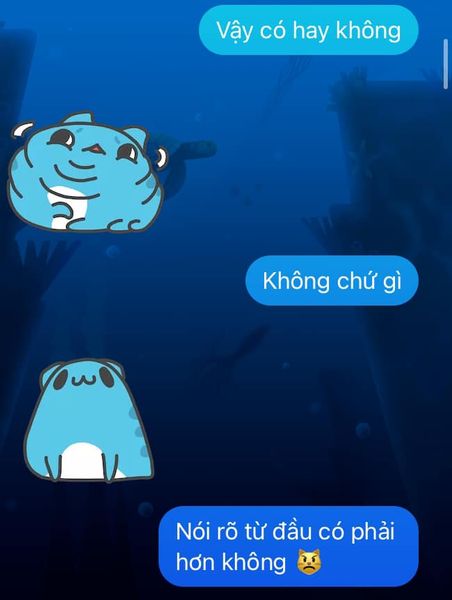 Vậy có hay không
Không chứ gì
Nói rõ từ đầu có phải
hơn không 😾